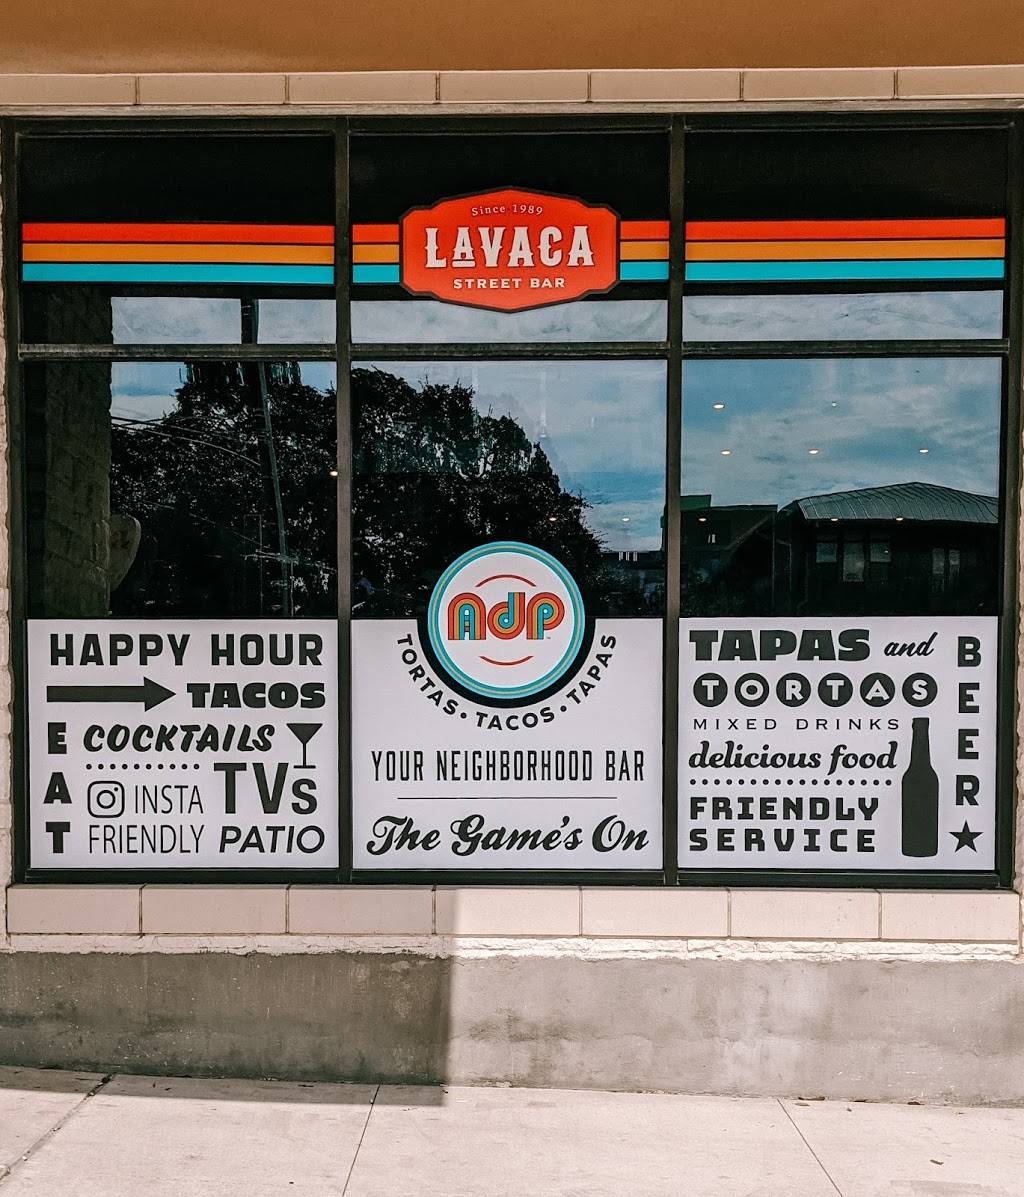 Since 1989
LAVACA
STREET BAR
HAPPY HOUR
TACOS
EAT
COCKTAILS
INSTA
FRIENDLY
TVs
PATIO
AdP
TORTAS • TACOS • TAPAS
YOUR NEIGHBORHOOD BAR
The Game's On
TAPAS and
TORTAS
MIXED DRINKS
delicious food
FRIENDLY
SERVICE
BEER